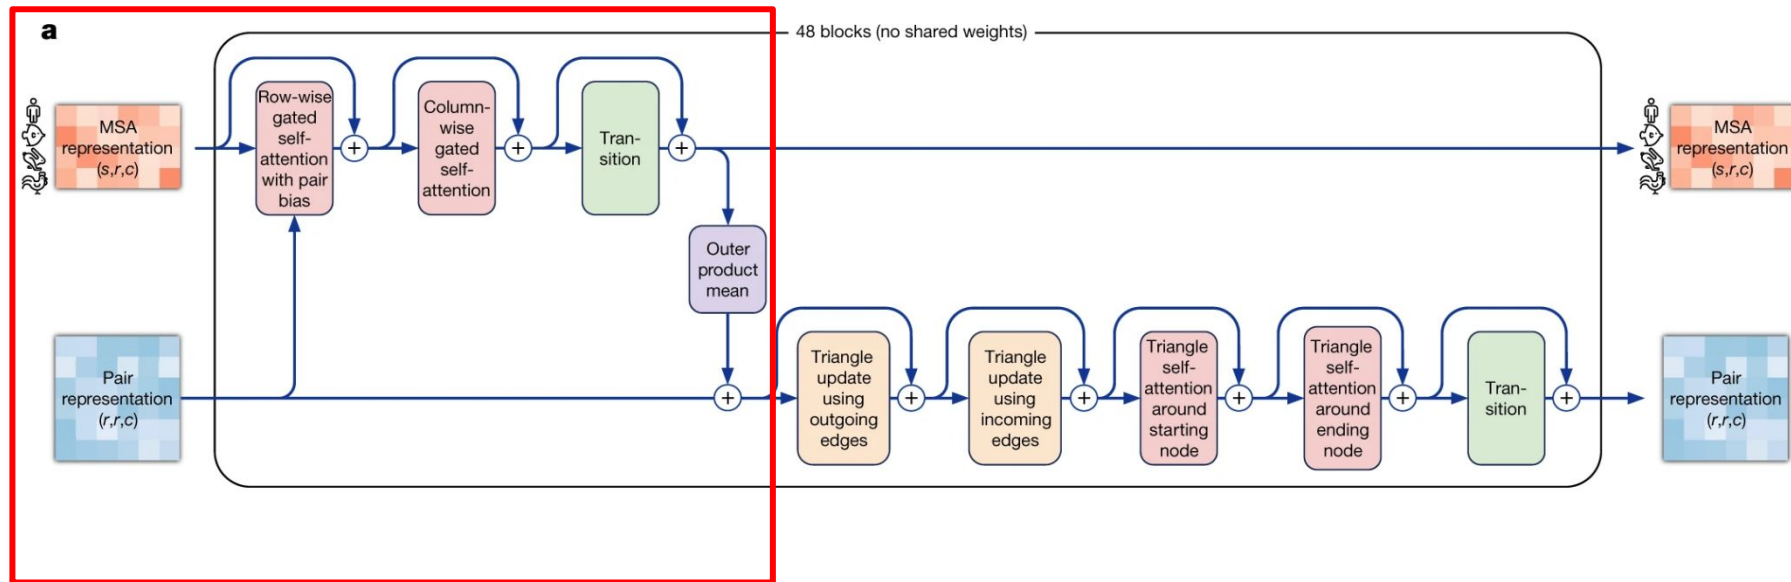 a
48 blocks (no shared weights)
MSA
representation
(s,r,c)
Row-wise
gated
self-
attention
with pair
bias
+
Column-
wise
gated
self-
attention
+
Tran-
sition
+
MSA
representation
(s,r,c)
Outer
product
mean
Pair
representation
(r,r,c)
+
Triangle
update
using
outgoing
edges
+
Triangle
update
using
incoming
edges
+
Triangle
self-
attention
around
starting
node
+
Triangle
self-
attention
around
ending
node
+
Tran-
sition
+
Pair
representation
(r,r,c)